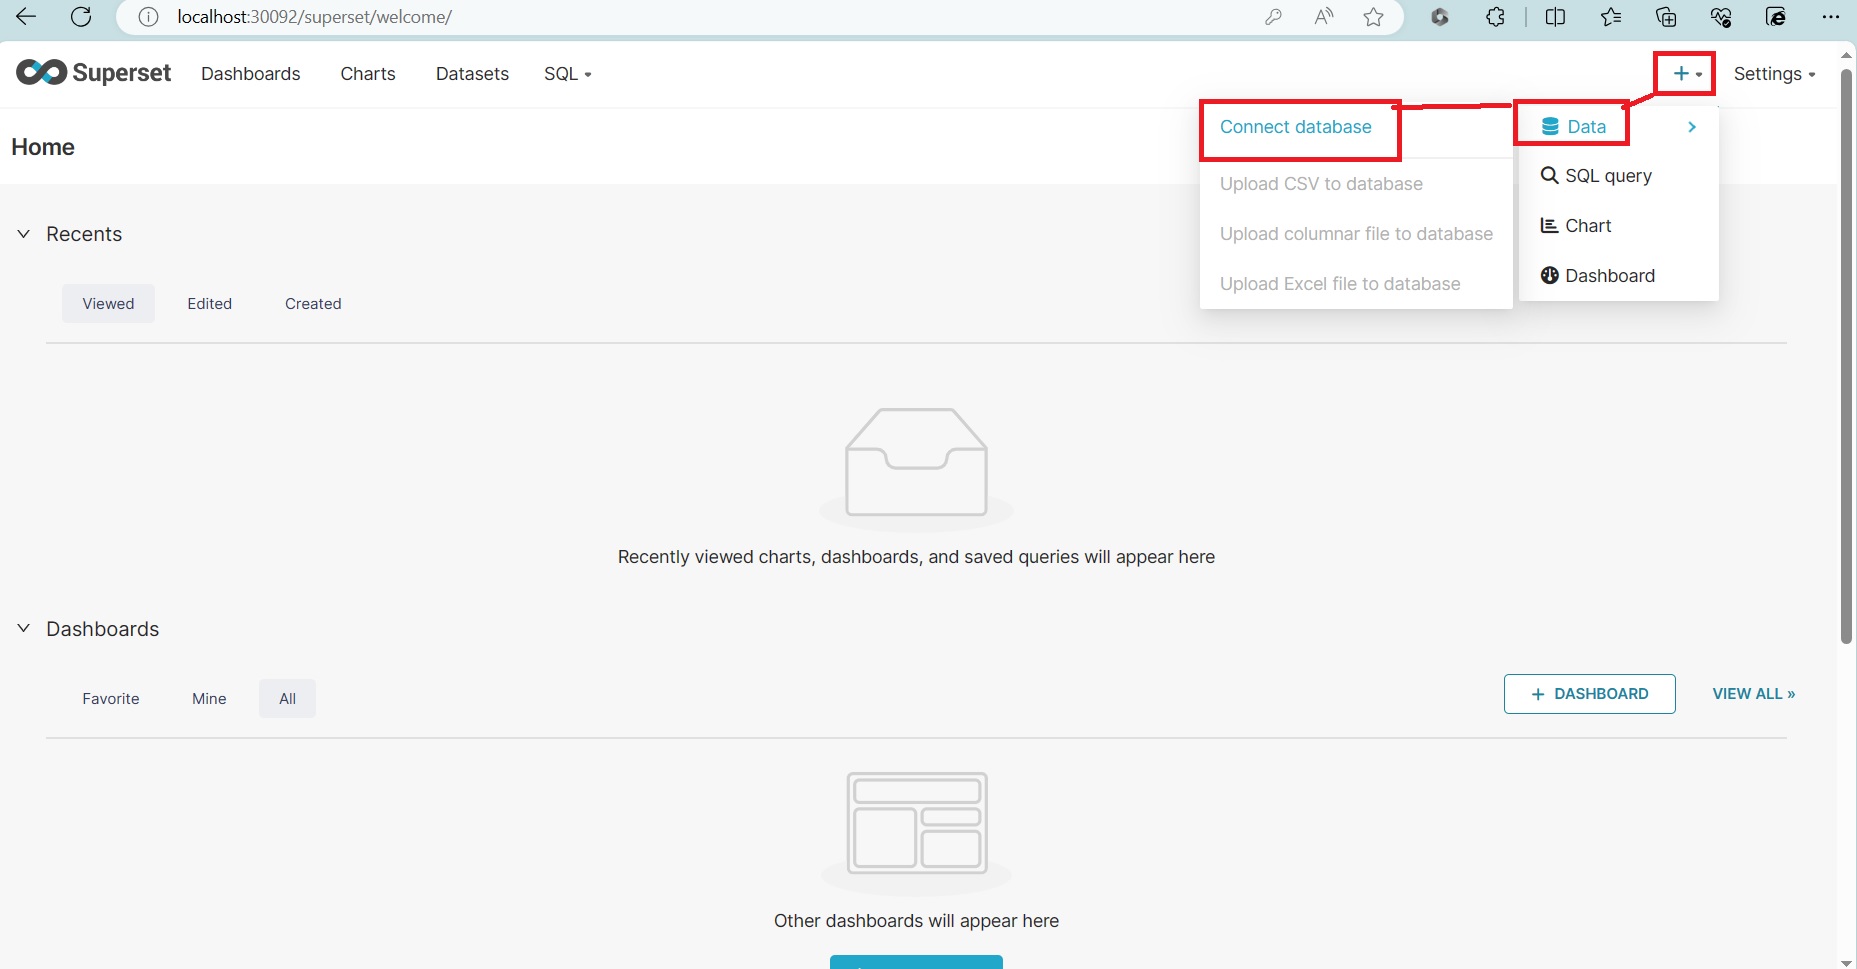 localhost:30092/superset/welcome/
Superset Dashboards Charts Datasets SQL Settings
Home
Connect database
Upload CSV to database
Upload columnar file to database
Upload Excel file to database
Data
SQL query
Chart
Dashboard
Recents
Viewed Edited Created
Recently viewed charts, dashboards, and saved queries will appear here
Dashboards
Favorite Mine All
+ DASHBOARD VIEW ALL »
Other dashboards will appear here